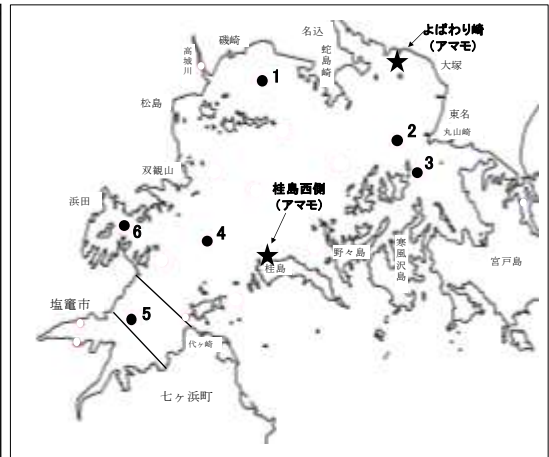 名込
よばわり崎
(アマモ)
磯崎
高城川
蛇島崎
大塚
1
松島
東名
2
丸山崎
3
双観山
桂島西側
(アマモ)
浜田
6
4
野々島
寒風沢島
宮戸島
桂島
塩竈市
5
代ヶ崎
七ヶ浜町